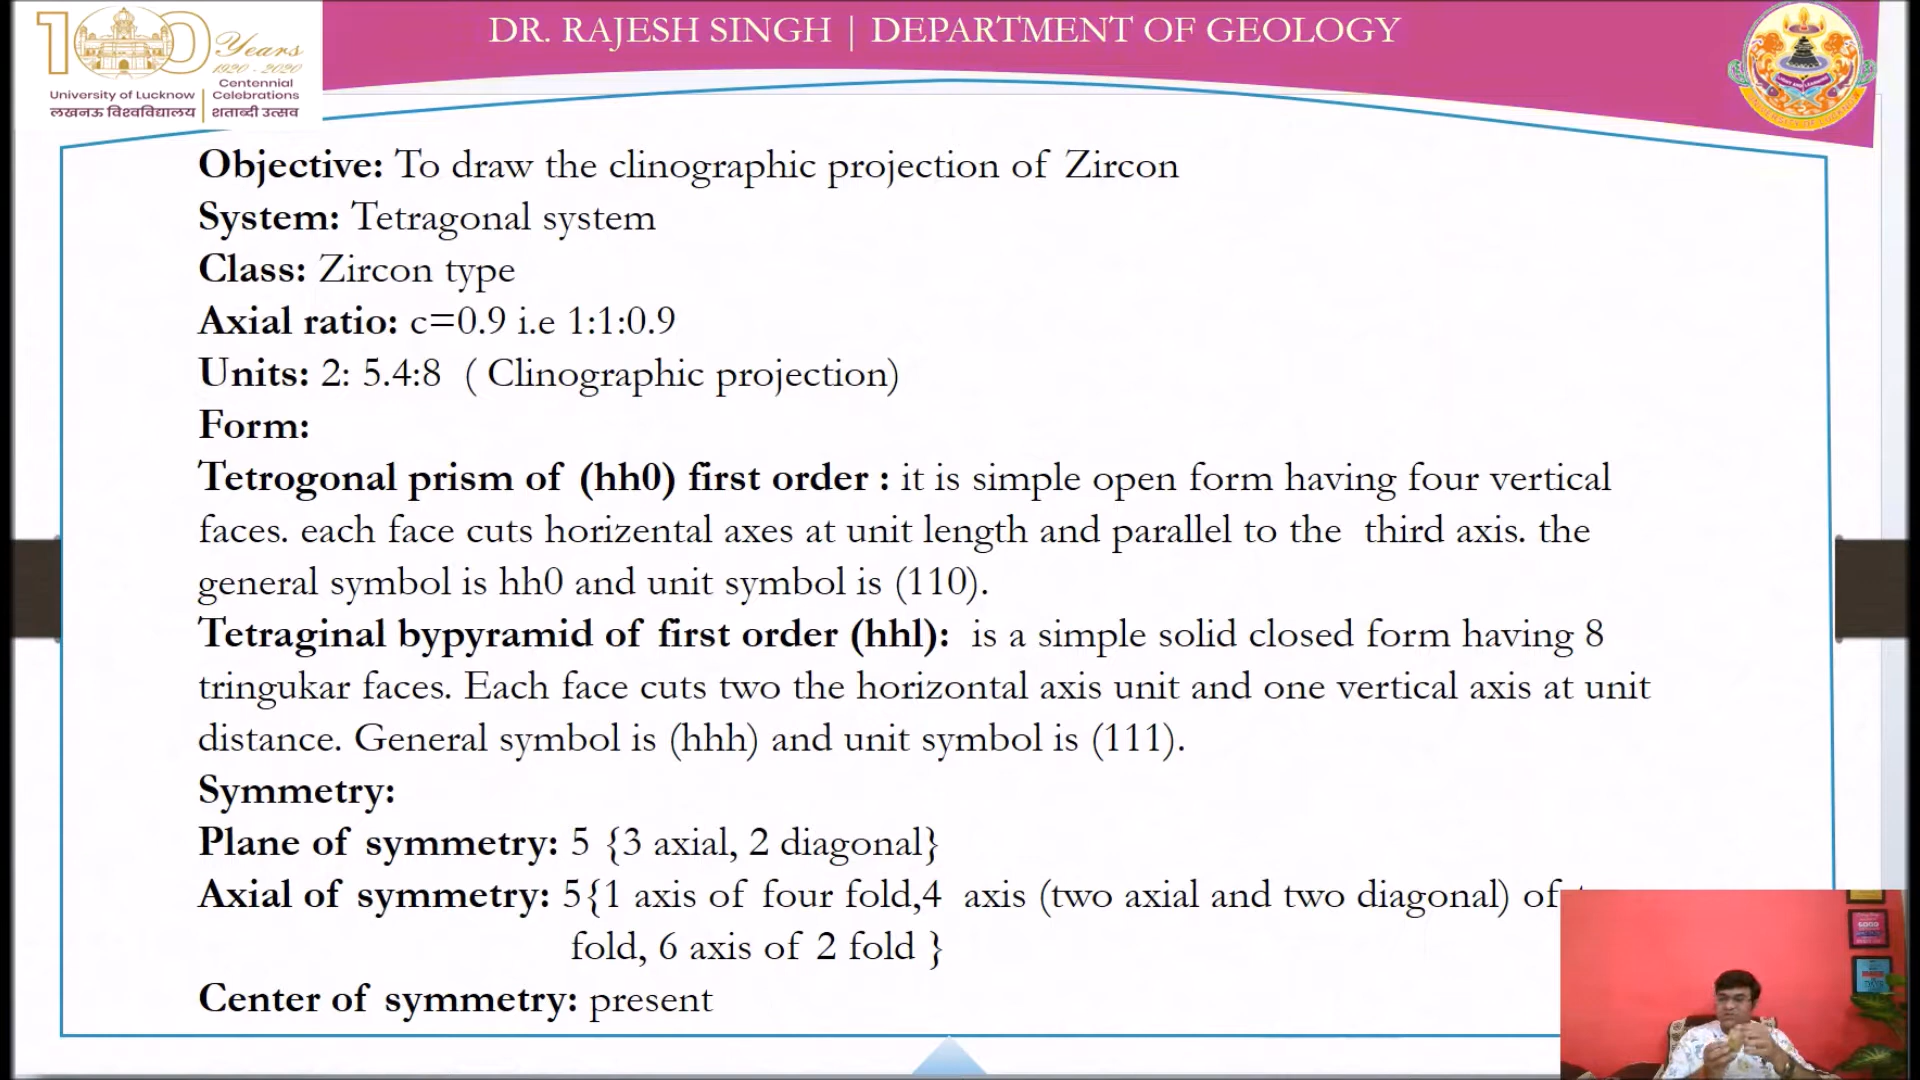 100 Years
1920 - 2020
University of Lucknow
लखनऊ विश्वविद्यालय
Centennial
Celebrations
शताब्दी उत्सव
DR. RAJESH SINGH | DEPARTMENT OF GEOLOGY
Objective: To draw the clinographic projection of Zircon
System: Tetragonal system
Class: Zircon type
Axial ratio: c=0.9 i.e 1:1:0.9
Units: 2: 5.4:8 ( Clinographic projection)
Form:
Tetrogonal prism of (hh0) first order : it is simple open form having four vertical
faces. each face cuts horizental axes at unit length and parallel to the third axis. the
general symbol is hh0 and unit symbol is (110).
Tetraginal bypyramid of first order (hhl): is a simple solid closed form having 8
tringukar faces. Each face cuts two the horizontal axis unit and one vertical axis at unit
distance. General symbol is (hhh) and unit symbol is (111).
Symmetry:
Plane of symmetry: 5 {3 axial, 2 diagonal}
Axial of symmetry: 5{1 axis of four fold,4 axis (two axial and two diagonal) of
fold, 6 axis of 2 fold }
Center of symmetry: present